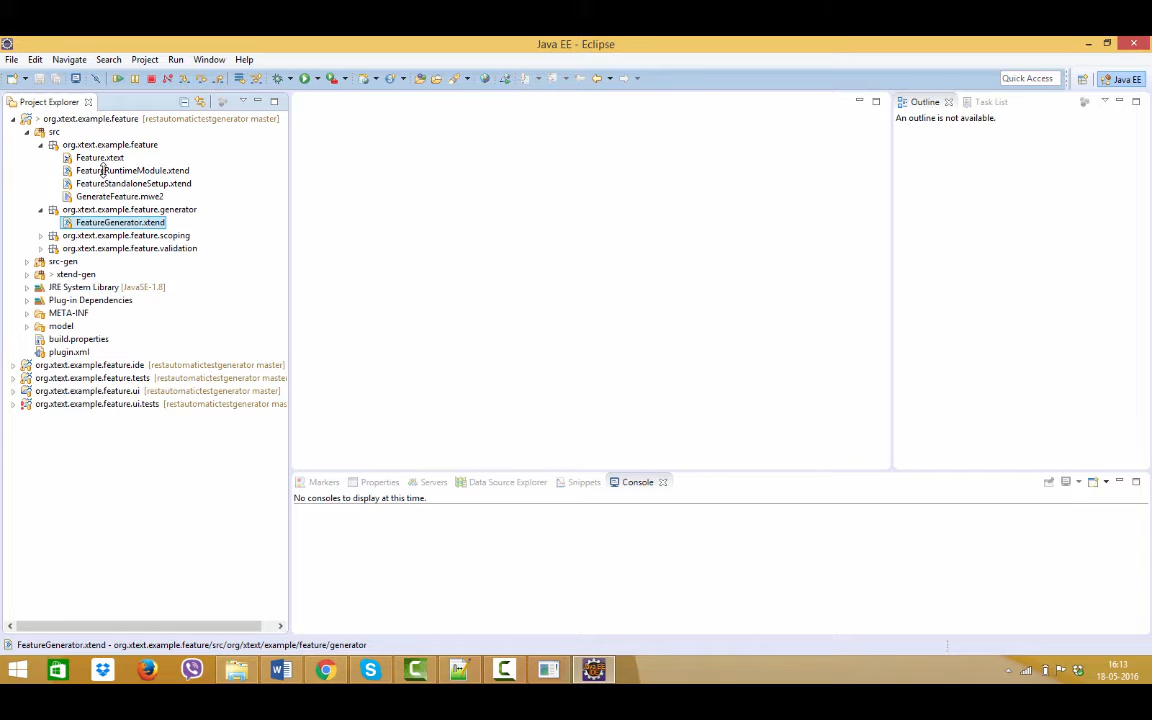 Java EE - Eclipse
File Edit Navigate Search Project Run Window Help
Quick Access Java EE
Project Explorer
org.xtext.example.feature [restautomatictestgenerator master]
src
org.xtext.example.feature
Feature.xtext
FeatureRuntimeModule.xtend
FeatureStandaloneSetup.xtend
GenerateFeature.mwe2
org.xtext.example.feature.generator
FeatureGenerator.xtend
org.xtext.example.feature.scoping
org.xtext.example.feature.validation
src-gen
> xtend-gen
JRE System Library [JavaSE-1.8]
Plug-in Dependencies
META-INF
model
build.properties
plugin.xml
org.xtext.example.feature.ide [restautomatictestgenerator master]
org.xtext.example.feature.tests [restautomatictestgenerator master
org.xtext.example.feature.ui [restautomatictestgenerator master]
org.xtext.example.feature.ui.tests [restautomatictestgenerator mas
Outline Task List
An outline is not available.
Markers Properties Servers Data Source Explorer Snippets Console
No consoles to display at this time.
FeatureGenerator.xtend - org.xtext.example.feature/src/org/xtext/example/feature/generator
16:13
18-05-2016